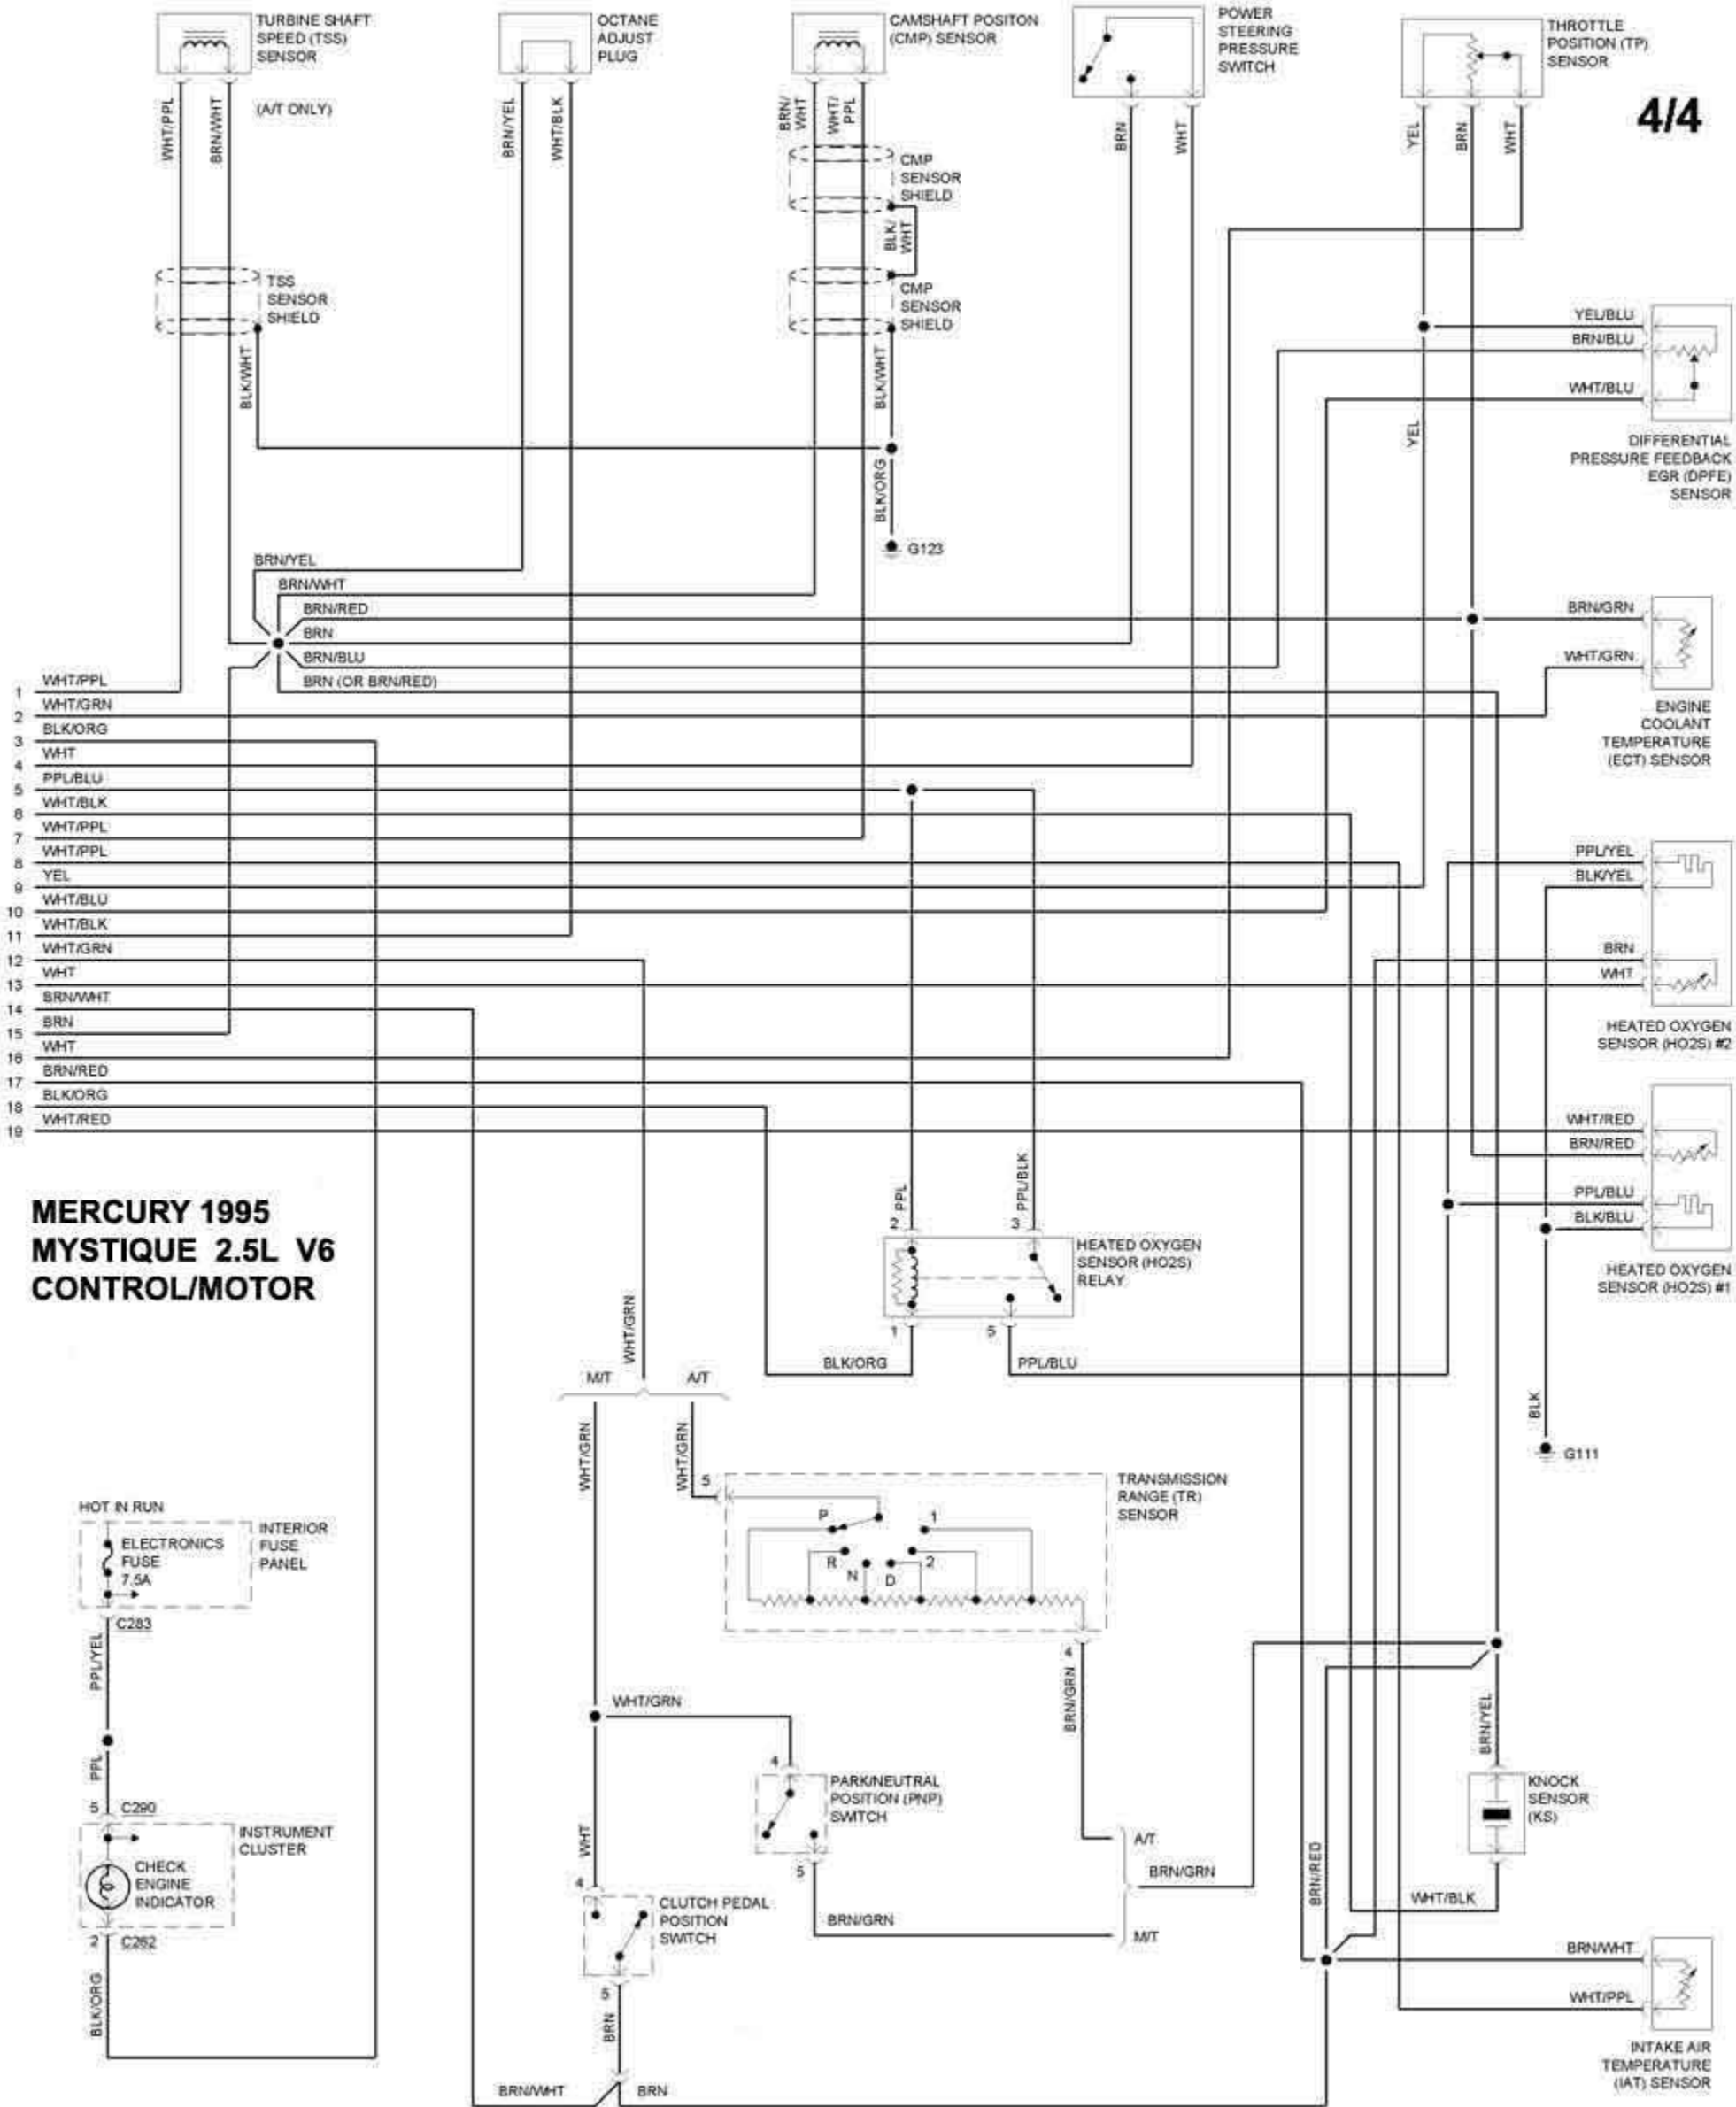 TURBINE SHAFT
SPEED (TSS)
SENSOR
(A/T ONLY)
WHT/PPL
BRN/WHT
OCTANE
ADJUST
PLUG
BRN/YEL
WHT/BLK
CAMSHAFT POSITON
(CMP) SENSOR
BRN/
WHT
WHT/
PPL
POWER
STEERING
PRESSURE
SWITCH
BRN
WHT
THROTTLE
POSITION (TP)
SENSOR
YEL
BRN
WHT
4/4
CMP
SENSOR
SHIELD
BLK/
WHT
CMP
SENSOR
SHIELD
TSS
SENSOR
SHIELD
BLK/WHT
BLK/WHT
BLK/ORG
G123
YEL/BLU
BRN/BLU
WHT/BLU
YEL
DIFFERENTIAL
PRESSURE FEEDBACK
EGR (DPFE)
SENSOR
BRN/YEL
BRN/WHT
BRN/RED
BRN
BRN/BLU
BRN (OR BRN/RED)
BRN/GRN
WHT/GRN
ENGINE
COOLANT
TEMPERATURE
(ECT) SENSOR
1 WHT/PPL
2 WHT/GRN
3 BLK/ORG
4 WHT
5 PPL/BLU
6 WHT/BLK
7 WHT/PPL
8 WHT/PPL
9 YEL
10 WHT/BLU
11 WHT/BLK
12 WHT/GRN
13 WHT
14 BRN/WHT
15 BRN
16 WHT
17 BRN/RED
18 BLK/ORG
19 WHT/RED
PPL/YEL
BLK/YEL
BRN
WHT
HEATED OXYGEN
SENSOR (HO2S) #2
WHT/RED
BRN/RED
PPL/BLU
BLK/BLU
HEATED OXYGEN
SENSOR (HO2S) #1
MERCURY 1995
MYSTIQUE 2.5L V6
CONTROL/MOTOR
PPL
PPL/BLK
2
3
HEATED OXYGEN
SENSOR (HO2S)
RELAY
1
5
BLK/ORG
PPL/BLU
WHT/GRN
M/T
A/T
WHT/GRN
WHT/GRN
BLK
G111
5
TRANSMISSION
RANGE (TR)
SENSOR
P
R
N
D
2
1
4
BRN/GRN
HOT IN RUN
ELECTRONICS
FUSE
7.5A
INTERIOR
FUSE
PANEL
C283
PPL/YEL
PPL
5 C290
INSTRUMENT
CLUSTER
CHECK
ENGINE
INDICATOR
2 C262
BLK/ORG
WHT/GRN
4
PARK/NEUTRAL
POSITION (PNP)
SWITCH
5
BRN/GRN
WHT
4
CLUTCH PEDAL
POSITION
SWITCH
5
BRN
BRN/WHT
BRN
A/T
BRN/GRN
M/T
BRN/YEL
KNOCK
SENSOR
(KS)
BRN/RED
WHT/BLK
BRN/WHT
WHT/PPL
INTAKE AIR
TEMPERATURE
(IAT) SENSOR